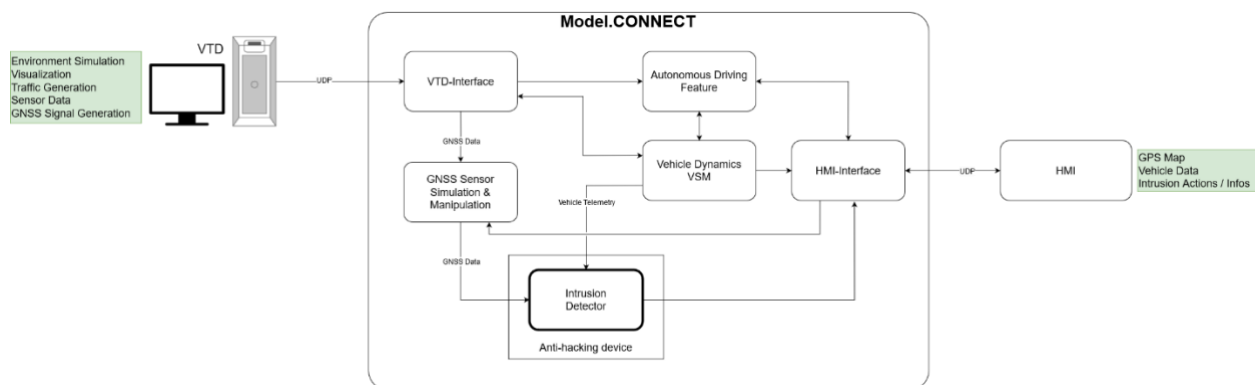 Model.CONNECT
VTD
Environment Simulation
Visualization
Traffic Generation
Sensor Data
GNSS Signal Generation
UDP
VTD-Interface
Autonomous Driving
Feature
GNSS Data
GNSS Sensor
Simulation &
Manipulation
Vehicle Dynamics
VSM
HMI-Interface
UDP
HMI
GPS Map
Vehicle Data
Intrusion Actions / Infos
Vehicle Telemetry
GNSS Data
Intrusion
Detector
Anti-hacking device